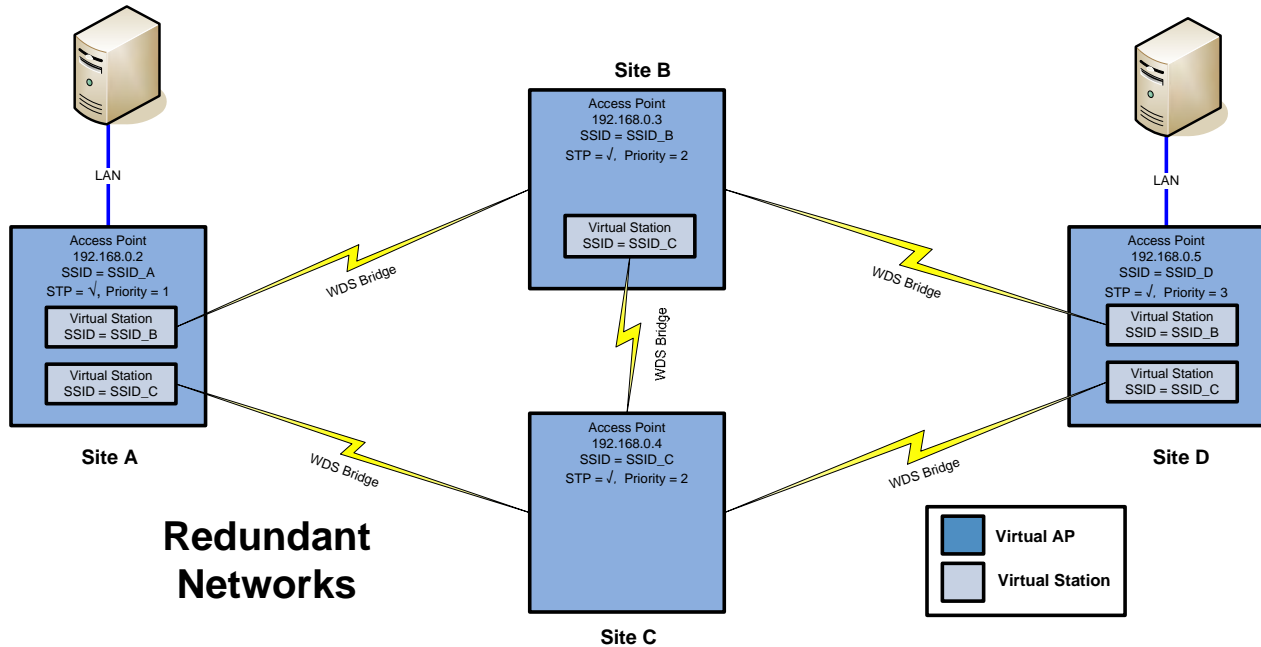 Site B
Access Point
192.168.0.3
SSID = SSID_B
STP = √, Priority = 2
Virtual Station
SSID = SSID_C
LAN
Access Point
192.168.0.2
SSID = SSID_A
STP = √, Priority = 1
Virtual Station
SSID = SSID_B
Virtual Station
SSID = SSID_C
Site A
WDS Bridge
WDS Bridge
WDS Bridge
WDS Bridge
WDS Bridge
LAN
Access Point
192.168.0.5
SSID = SSID_D
STP = √, Priority = 3
Virtual Station
SSID = SSID_B
Virtual Station
SSID = SSID_C
Site D
Access Point
192.168.0.4
SSID = SSID_C
STP = √, Priority = 2
Site C
Redundant
Networks
Virtual AP
Virtual Station